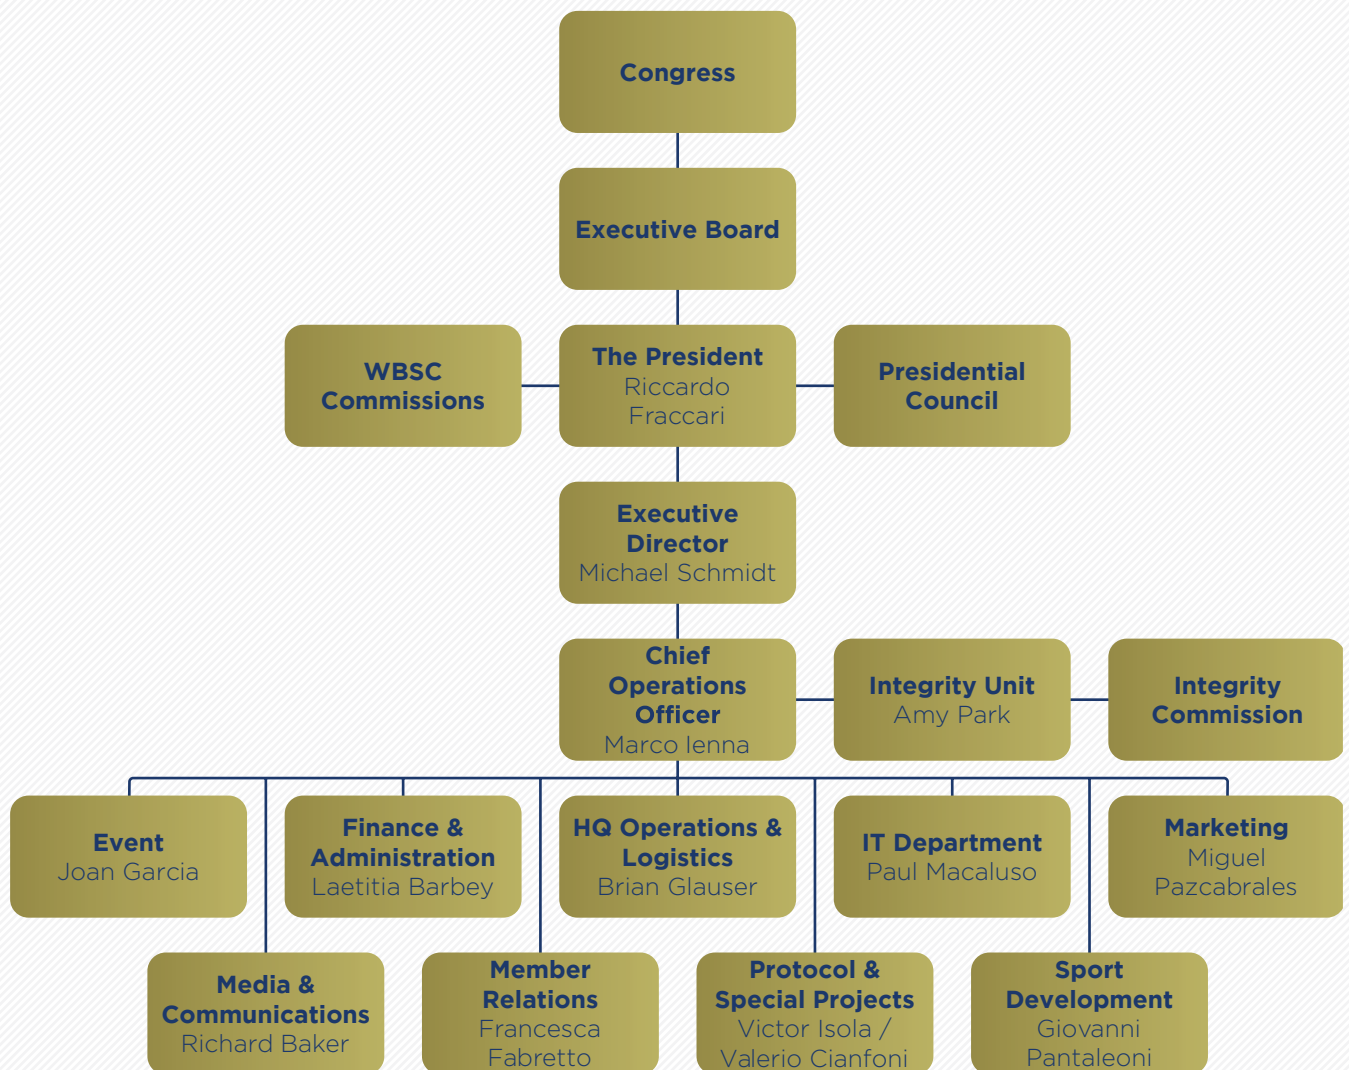 Congress
Executive Board
WBSC
Commissions
The President
Riccardo
Fraccari
Presidential
Council
Executive
Director
Michael Schmidt
Chief
Operations
Officer
Marco Ienna
Integrity Unit
Amy Park
Integrity
Commission
Event
Joan Garcia
Finance &
Administration
Laetitia Barbey
HQ Operations &
Logistics
Brian Glauser
IT Department
Paul Macaluso
Marketing
Miguel
Pazcabrales
Media &
Communications
Richard Baker
Member
Relations
Francesca
Fabretto
Protocol &
Special Projects
Victor Isola /
Valerio Cianfoni
Sport
Development
Giovanni
Pantaleoni